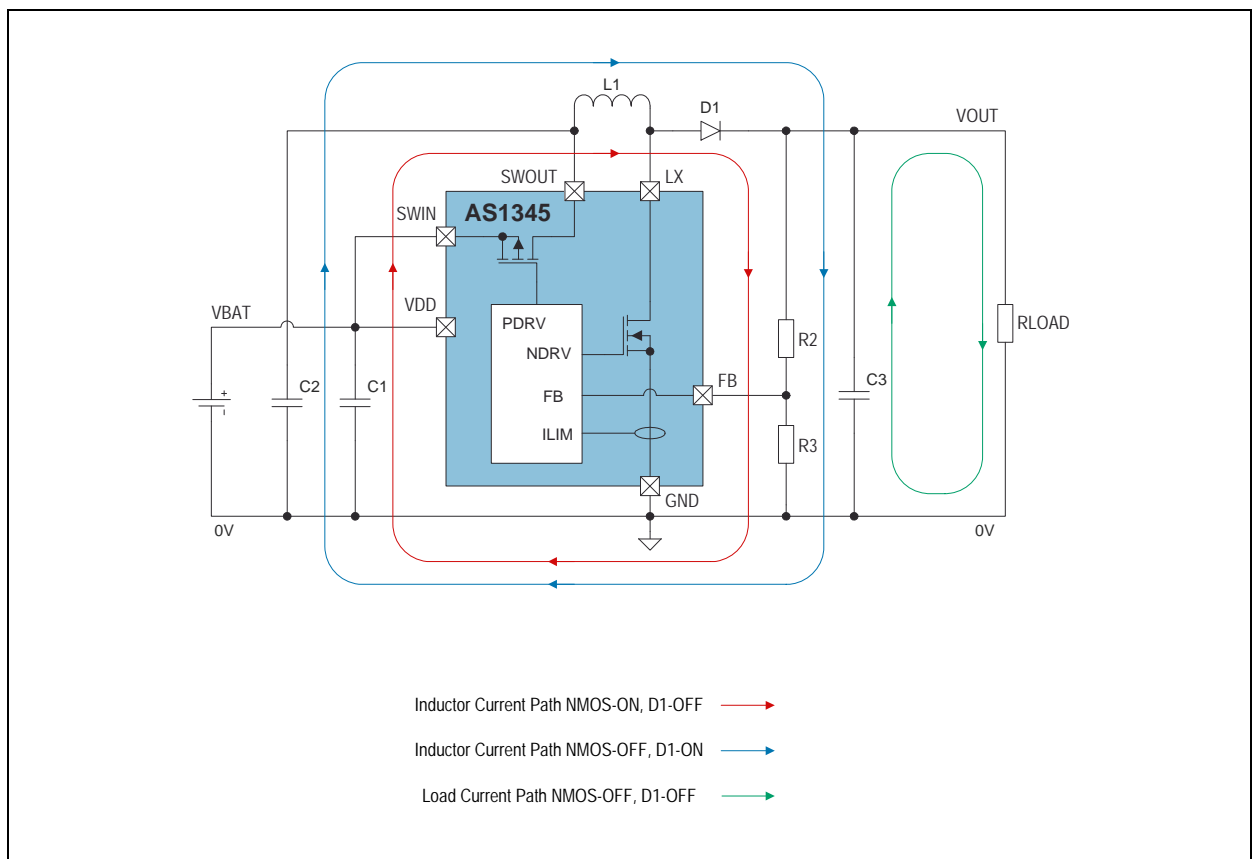 L1
D1
VOUT
SWOUT
LX
SWIN
AS1345
VBAT
VDD
PDRV
NDRV
RLOAD
R2
C2
C1
FB
FB
C3
+
-
ILIM
R3
GND
0V
0V
Inductor Current Path NMOS-ON, D1-OFF
Inductor Current Path NMOS-OFF, D1-ON
Load Current Path NMOS-OFF, D1-OFF